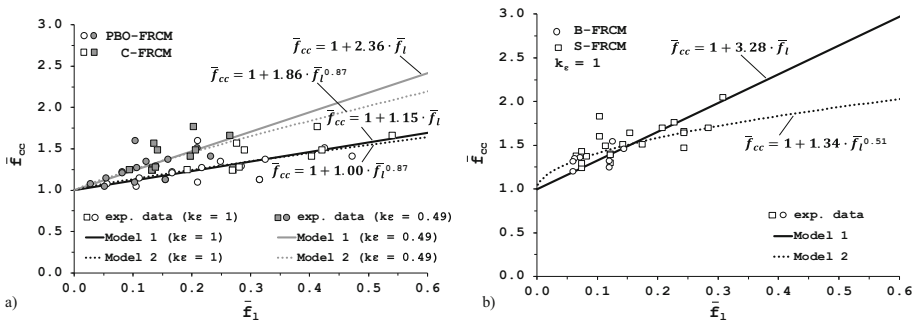 3.0
2.5
2.0
1.5
1.0
0.5
0.0
f̄cc
PBO-FRCM
C-FRCM
f̄cc = 1 + 2.36 · f̄l
f̄cc = 1 + 1.86 · f̄l^0.87
f̄cc = 1 + 1.15 · f̄l
f̄cc = 1 + 1.00 · f̄l^0.87
exp. data (kε = 1)
exp. data (kε = 0.49)
Model 1 (kε = 1)
Model 1 (kε = 0.49)
Model 2 (kε = 1)
Model 2 (kε = 0.49)
0.0 0.1 0.2 0.3 0.4 0.5 0.6
f̄l
a)
3.0
2.5
2.0
1.5
1.0
0.5
0.0
f̄cc
B-FRCM
S-FRCM
kε = 1
f̄cc = 1 + 3.28 · f̄l
f̄cc = 1 + 1.34 · f̄l^0.51
exp. data
Model 1
Model 2
0.0 0.1 0.2 0.3 0.4 0.5 0.6
f̄l
b)